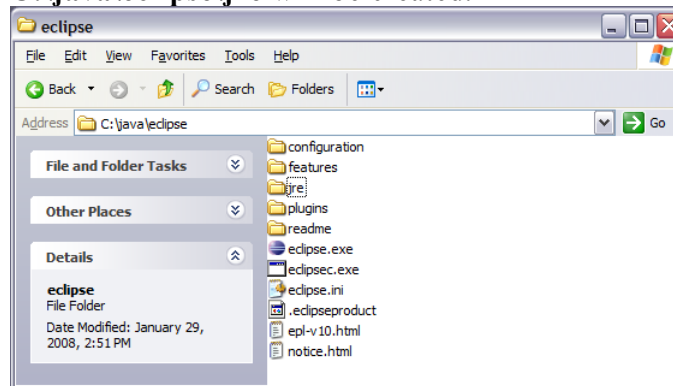 eclipse
File Edit View Favorites Tools Help
Back Search Folders
Address C:\java\eclipse Go
File and Folder Tasks
Other Places
Details
eclipse
File Folder
Date Modified: January 29,
2008, 2:51 PM
configuration
features
jre
plugins
readme
eclipse.exe
eclipsec.exe
eclipse.ini
.eclipseproduct
epl-v10.html
notice.html